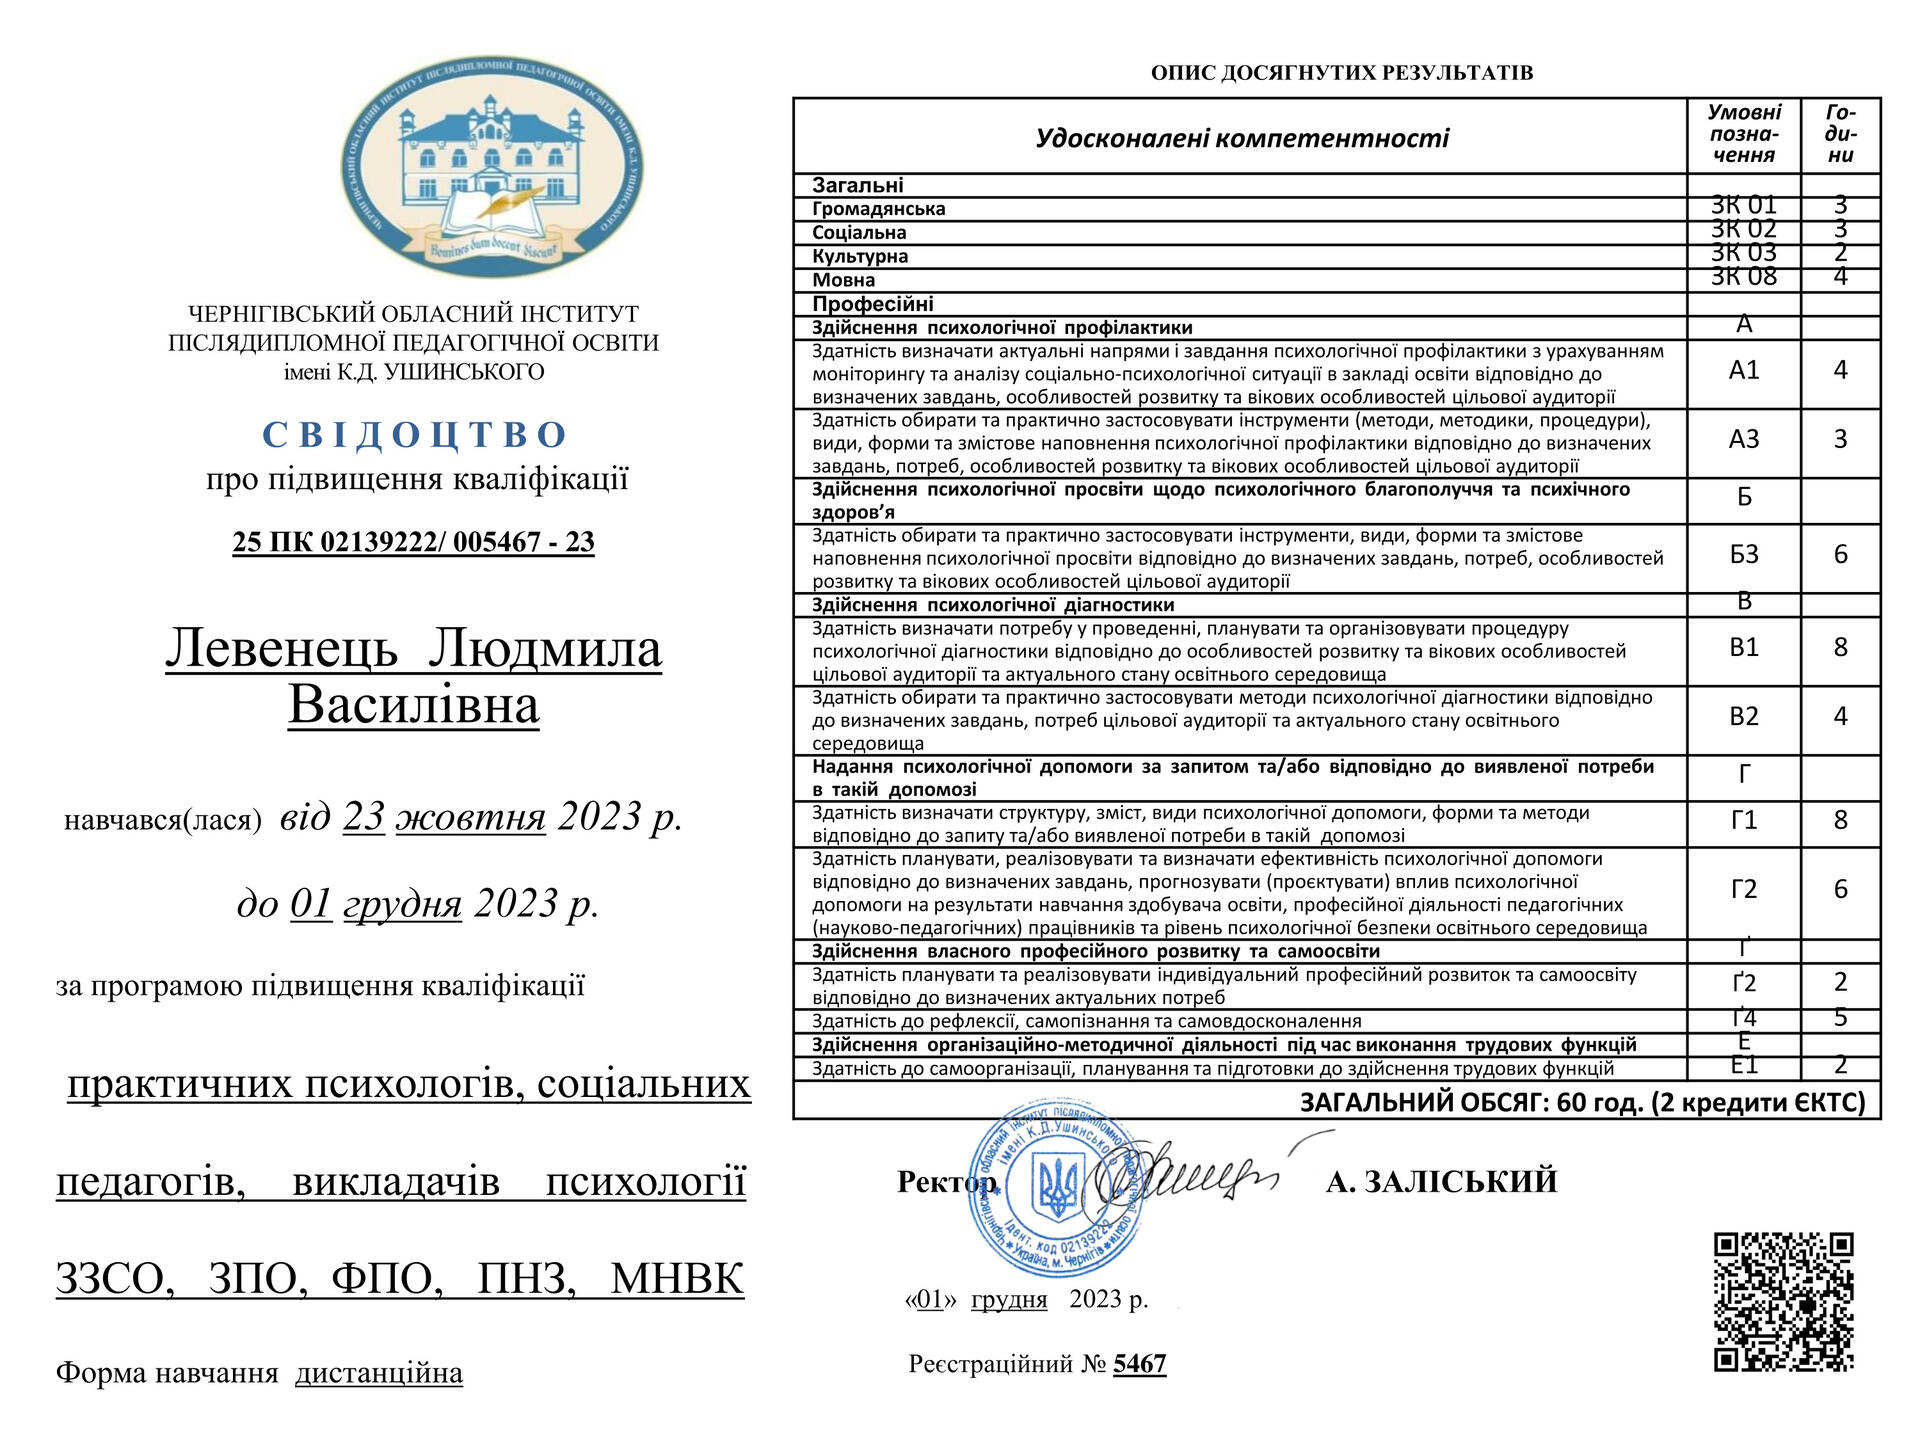 ЧЕРНІГІВСЬКИЙ ОБЛАСНИЙ ІНСТИТУТ ПІСЛЯДИПЛОМНОЇ ПЕДАГОГІЧНОЇ ОСВІТИ ІМЕНІ К.Д. УШИНСЬКОГО
Homines dum docent discunt
ЧЕРНІГІВСЬКИЙ ОБЛАСНИЙ ІНСТИТУТ
ПІСЛЯДИПЛОМНОЇ ПЕДАГОГІЧНОЇ ОСВІТИ
імені К.Д. УШИНСЬКОГО
С В І Д О Ц Т В О
про підвищення кваліфікації
25 ПК 02139222/ 005467 - 23
Левенець Людмила
Василівна
навчався(лася) від 23 жовтня 2023 р.
до 01 грудня 2023 р.
за програмою підвищення кваліфікації
практичних психологів, соціальних
педагогів, викладачів психології
ЗЗСО, ЗПО, ФПО, ПНЗ, МНВК
Форма навчання дистанційна
ОПИС ДОСЯГНУТИХ РЕЗУЛЬТАТІВ
Удосконалені компетентності
Умовні
позна-
чення
Го-
ди-
ни
Загальні
Громадянська ЗК 01 3
Соціальна ЗК 02 3
Культурна ЗК 03 2
Мовна ЗК 08 4
Професійні
Здійснення психологічної профілактики А
Здатність визначати актуальні напрями і завдання психологічної профілактики з урахуванням
моніторингу та аналізу соціально-психологічної ситуації в закладі освіти відповідно до
визначених завдань, особливостей розвитку та вікових особливостей цільової аудиторії
А1 4
Здатність обирати та практично застосовувати інструменти (методи, методики, процедури),
види, форми та змістове наповнення психологічної профілактики відповідно до визначених
завдань, потреб, особливостей розвитку та вікових особливостей цільової аудиторії
А3 3
Здійснення психологічної просвіти щодо психологічного благополуччя та психічного
здоров’я
Б
Здатність обирати та практично застосовувати інструменти, види, форми та змістове
наповнення психологічної просвіти відповідно до визначених завдань, потреб, особливостей
розвитку та вікових особливостей цільової аудиторії
Б3 6
Здійснення психологічної діагностики В
Здатність визначати потребу у проведенні, планувати та організовувати процедуру
психологічної діагностики відповідно до особливостей розвитку та вікових особливостей
цільової аудиторії та актуального стану освітнього середовища
В1 8
Здатність обирати та практично застосовувати методи психологічної діагностики відповідно
до визначених завдань, потреб цільової аудиторії та актуального стану освітнього
середовища
В2 4
Надання психологічної допомоги за запитом та/або відповідно до виявленої потреби
в такій допомозі
Г
Здатність визначати структуру, зміст, види психологічної допомоги, форми та методи
відповідно до запиту та/або виявленої потреби в такій допомозі
Г1 8
Здатність планувати, реалізовувати та визначати ефективність психологічної допомоги
відповідно до визначених завдань, прогнозувати (проєктувати) вплив психологічної
допомоги на результати навчання здобувача освіти, професійної діяльності педагогічних
(науково-педагогічних) працівників та рівень психологічної безпеки освітнього середовища
Г2 6
Здійснення власного професійного розвитку та самоосвіти Ґ
Здатність планувати та реалізовувати індивідуальний професійний розвиток та самоосвіту
відповідно до визначених актуальних потреб
Ґ2 2
Здатність до рефлексії, самопізнання та самовдосконалення Ґ4 5
Здійснення організаційно-методичної діяльності під час виконання трудових функцій Е
Здатність до самоорганізації, планування та підготовки до здійснення трудових функцій Е1 2
ЗАГАЛЬНИЙ ОБСЯГ: 60 год. (2 кредити ЄКТС)
Ректор А. ЗАЛІСЬКИЙ
Чернігівський обласний інститут післядипломної педагогічної освіти
імені К.Д.Ушинського
Ідент. код 02139222
Україна, м. Чернігів
«01» грудня 2023 р.
Реєстраційний № 5467